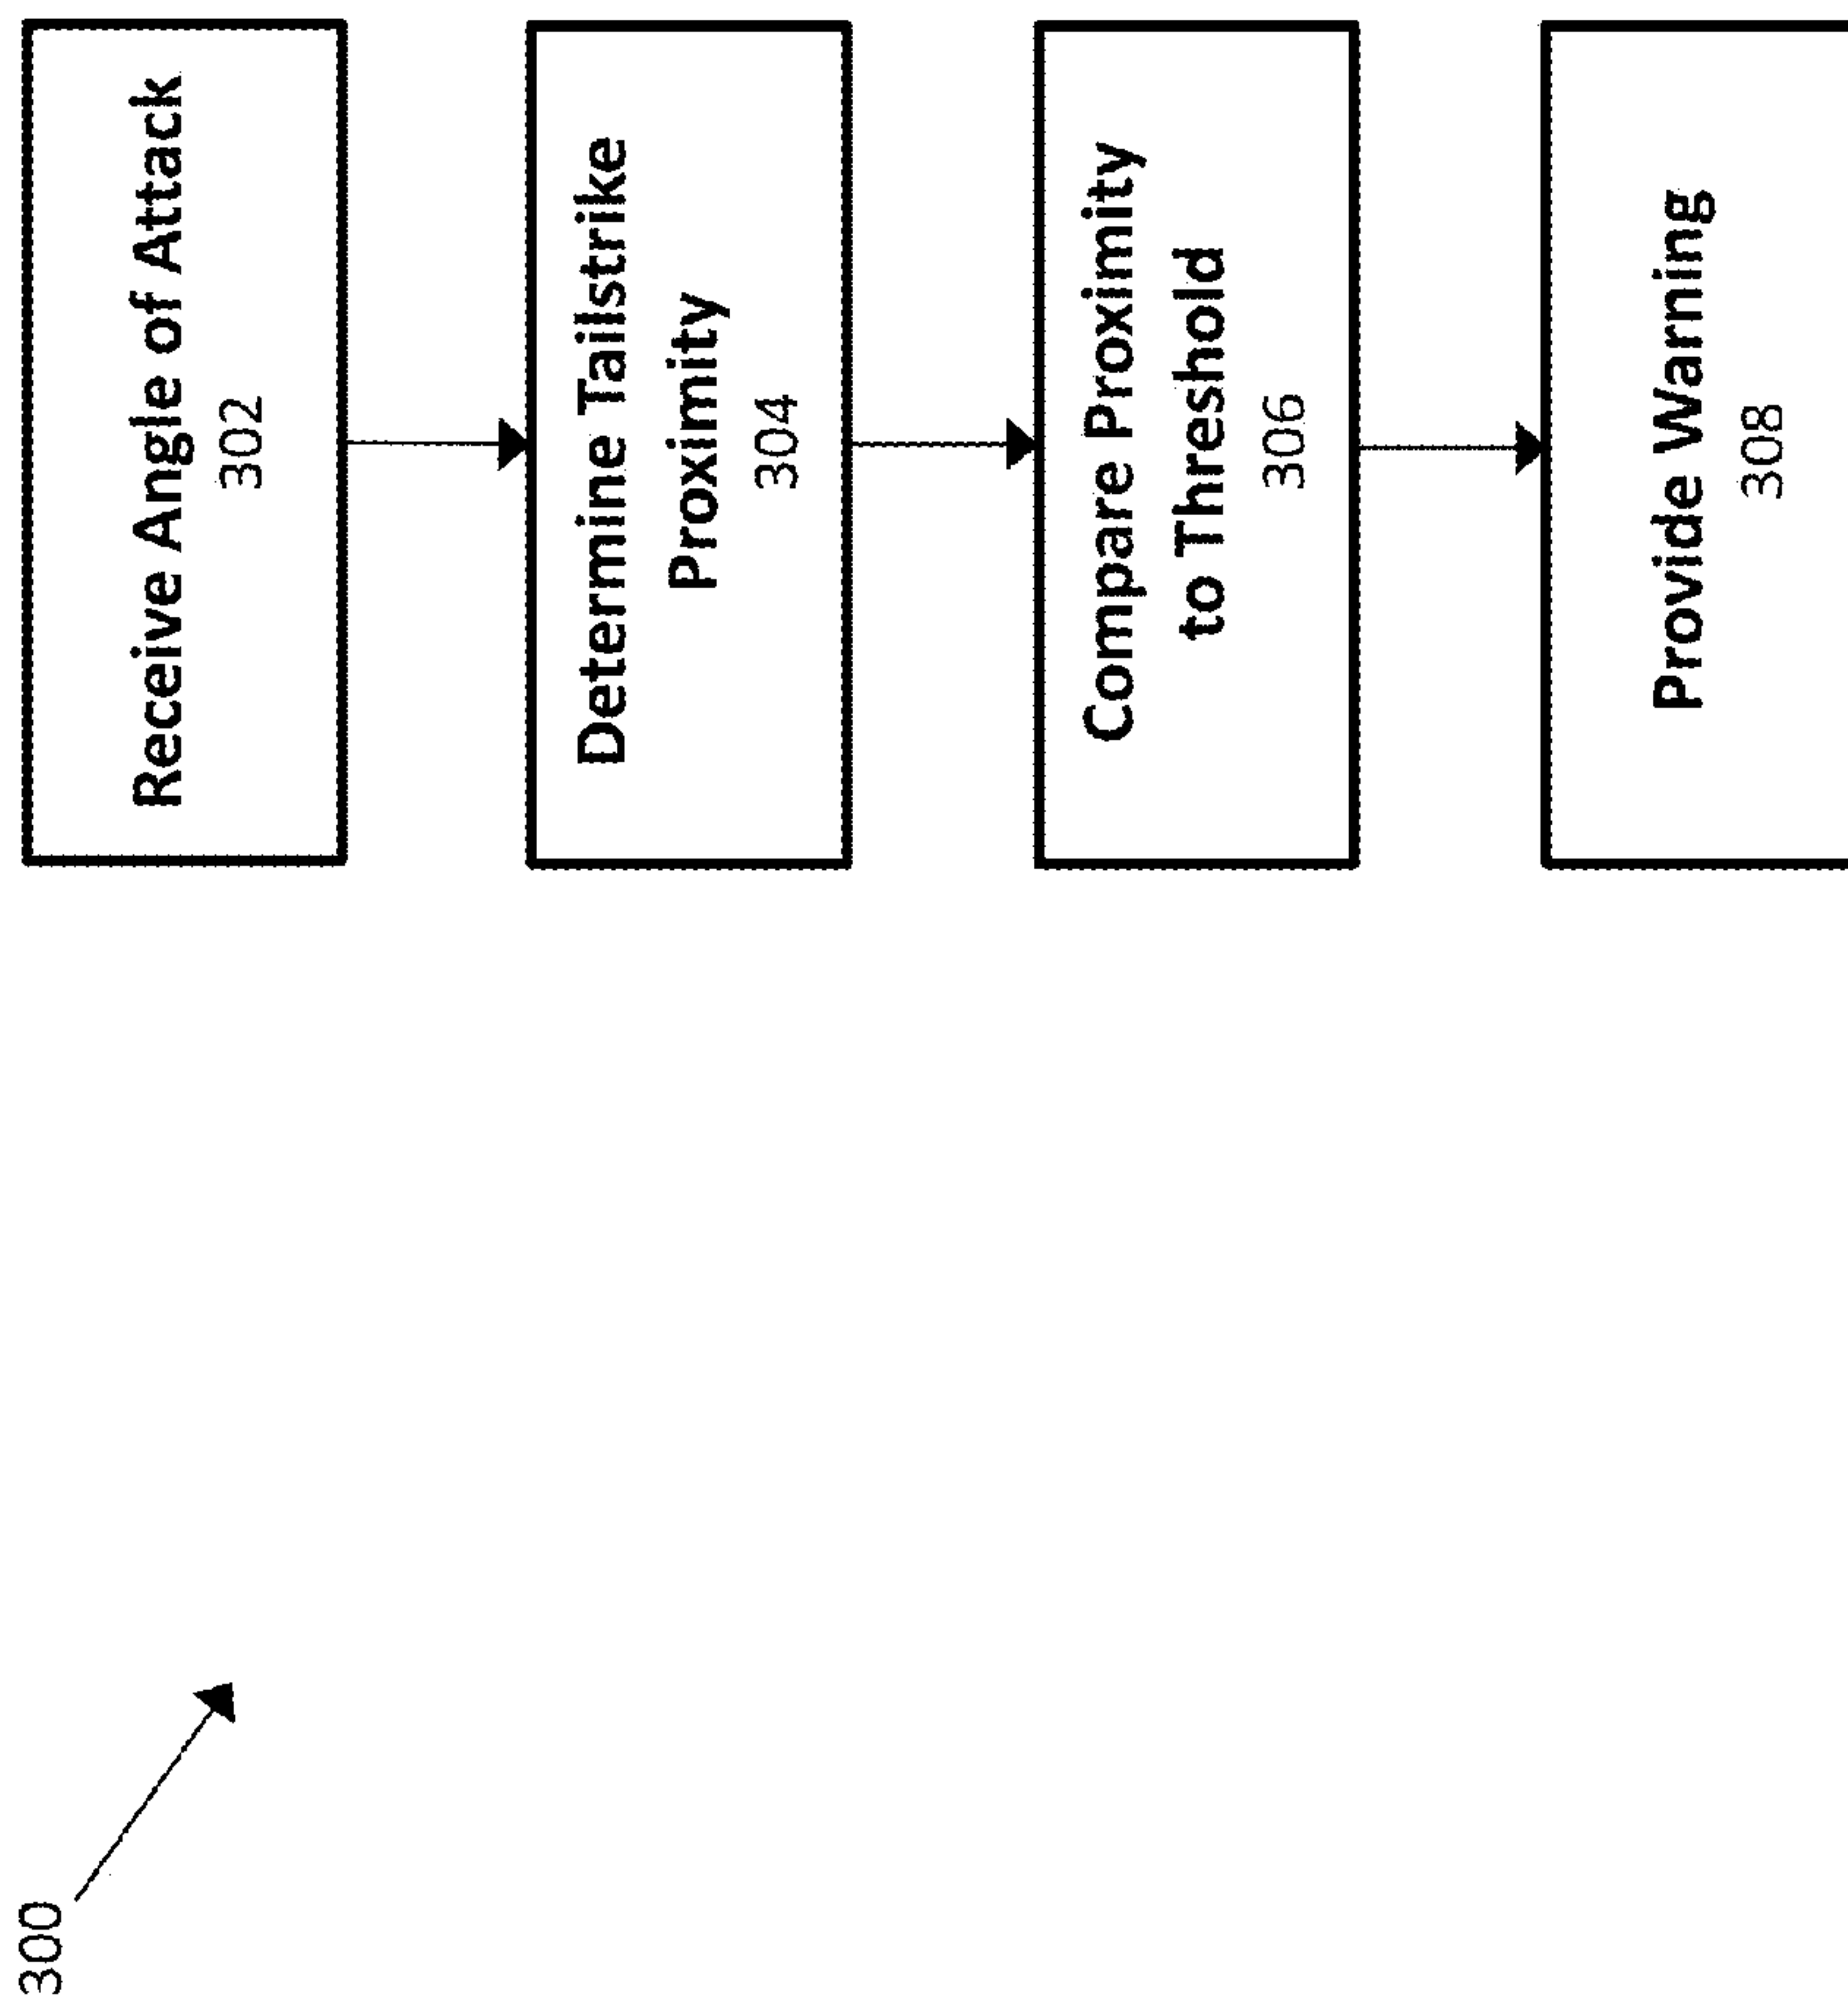 300
Receive Angle of Attack
302
Determine Tailstrike
Proximity
304
Compare Proximity
to Threshold
306
Provide Warning
308